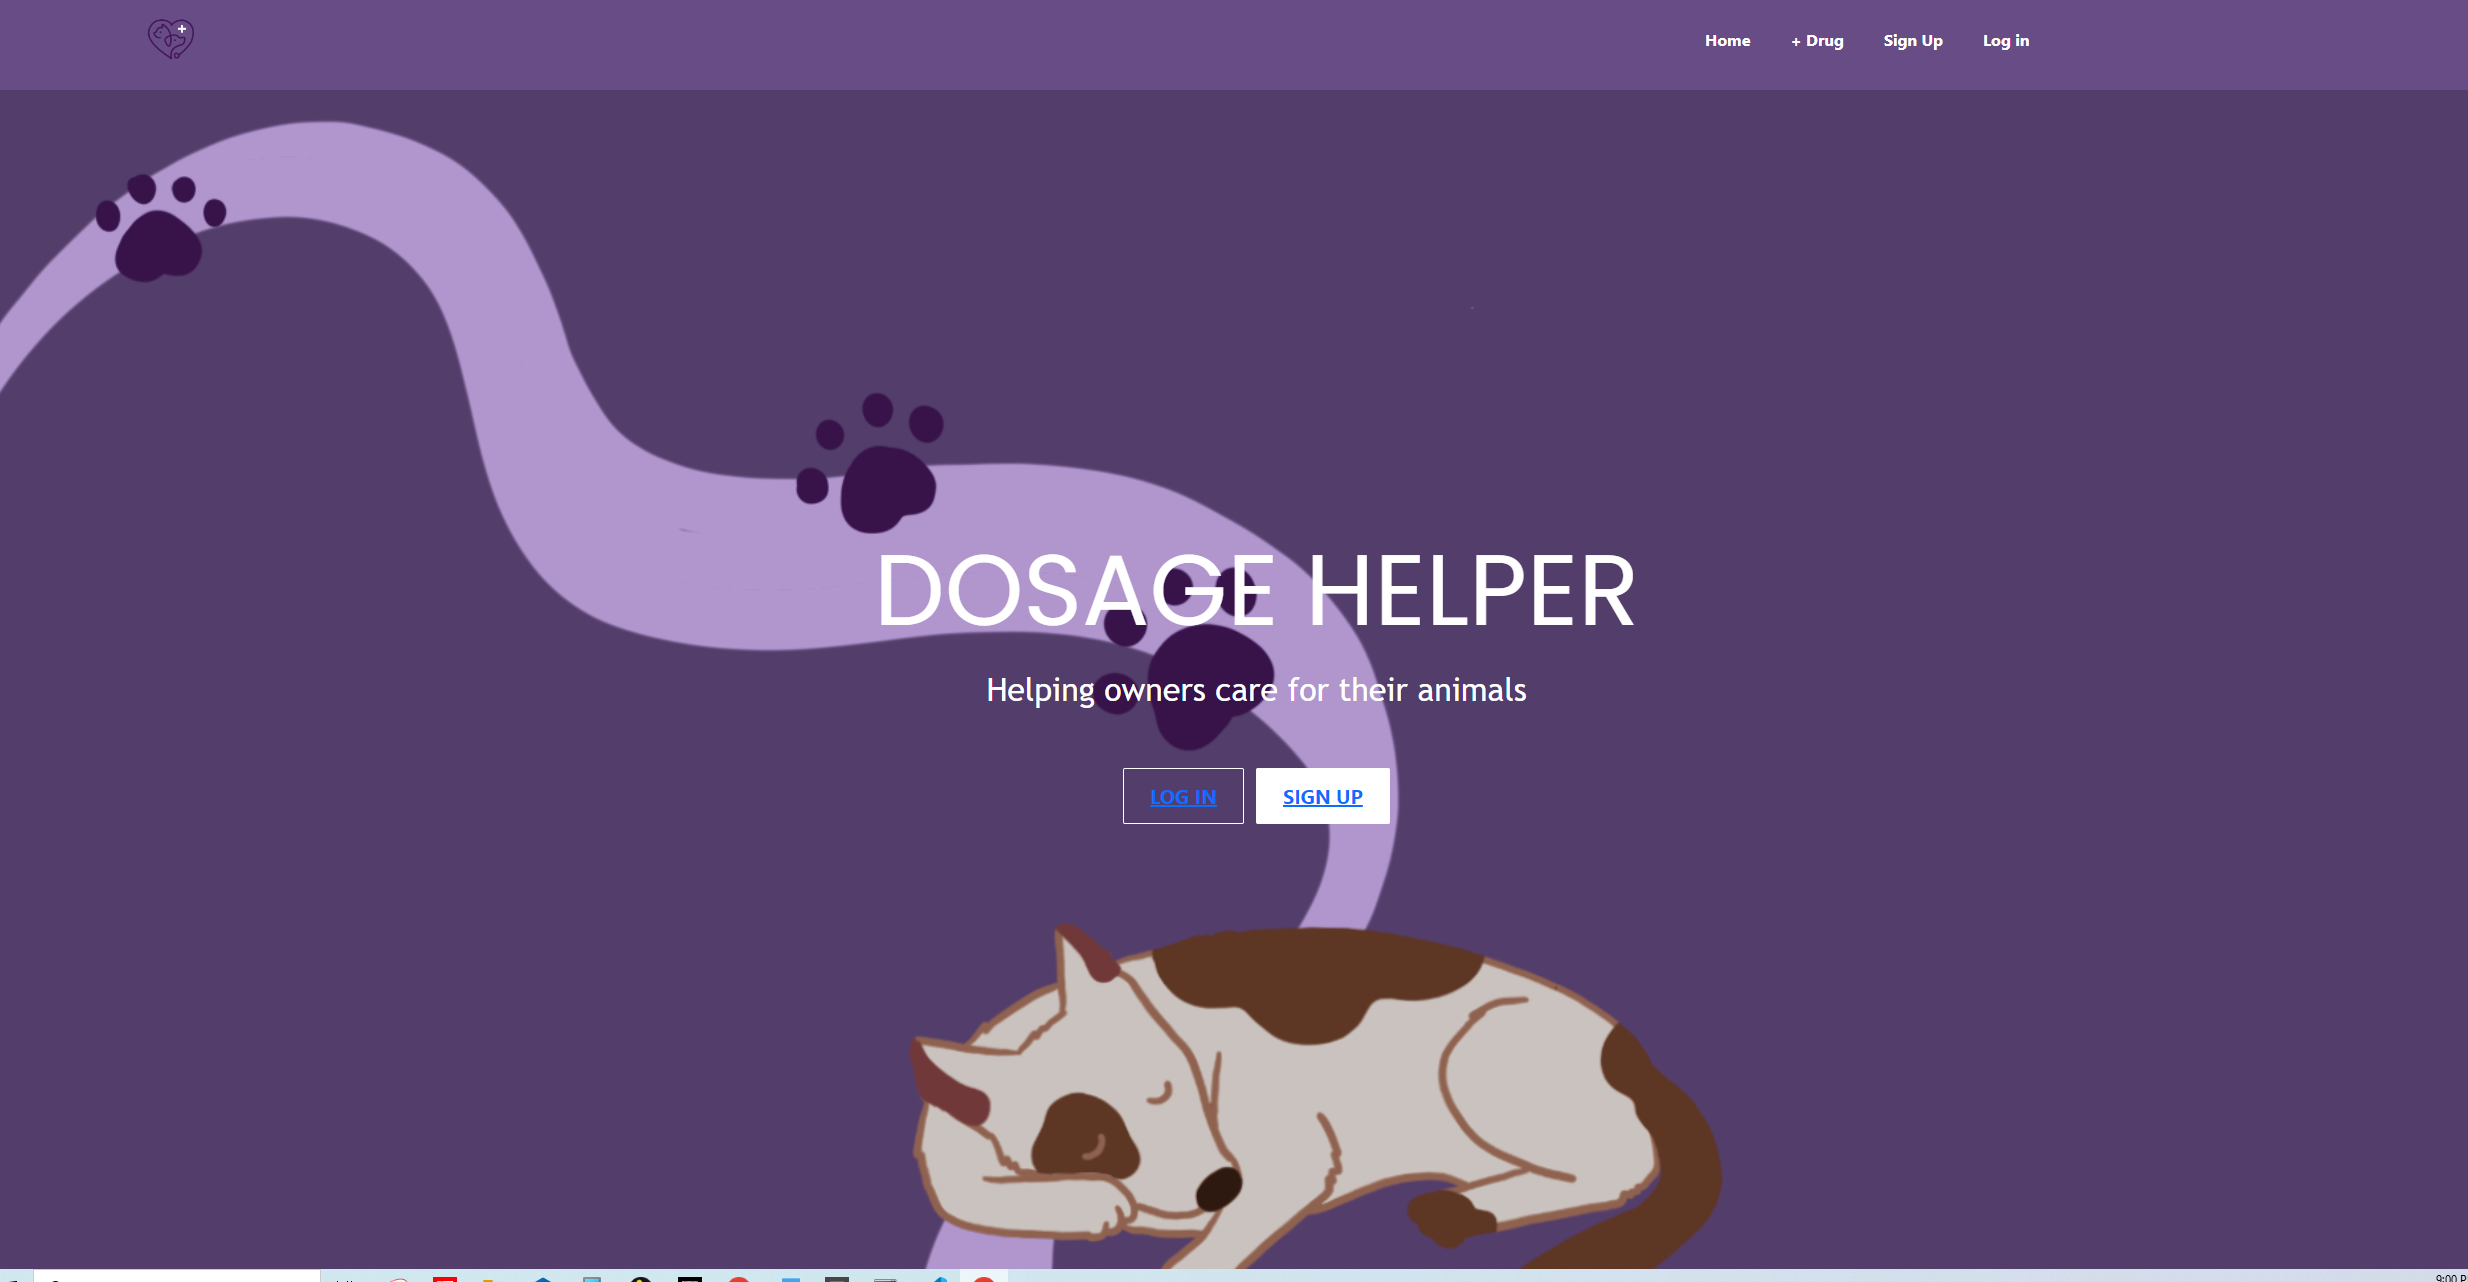 Home + Drug Sign Up Log in
DOSAGE HELPER
Helping owners care for their animals
LOG IN SIGN UP